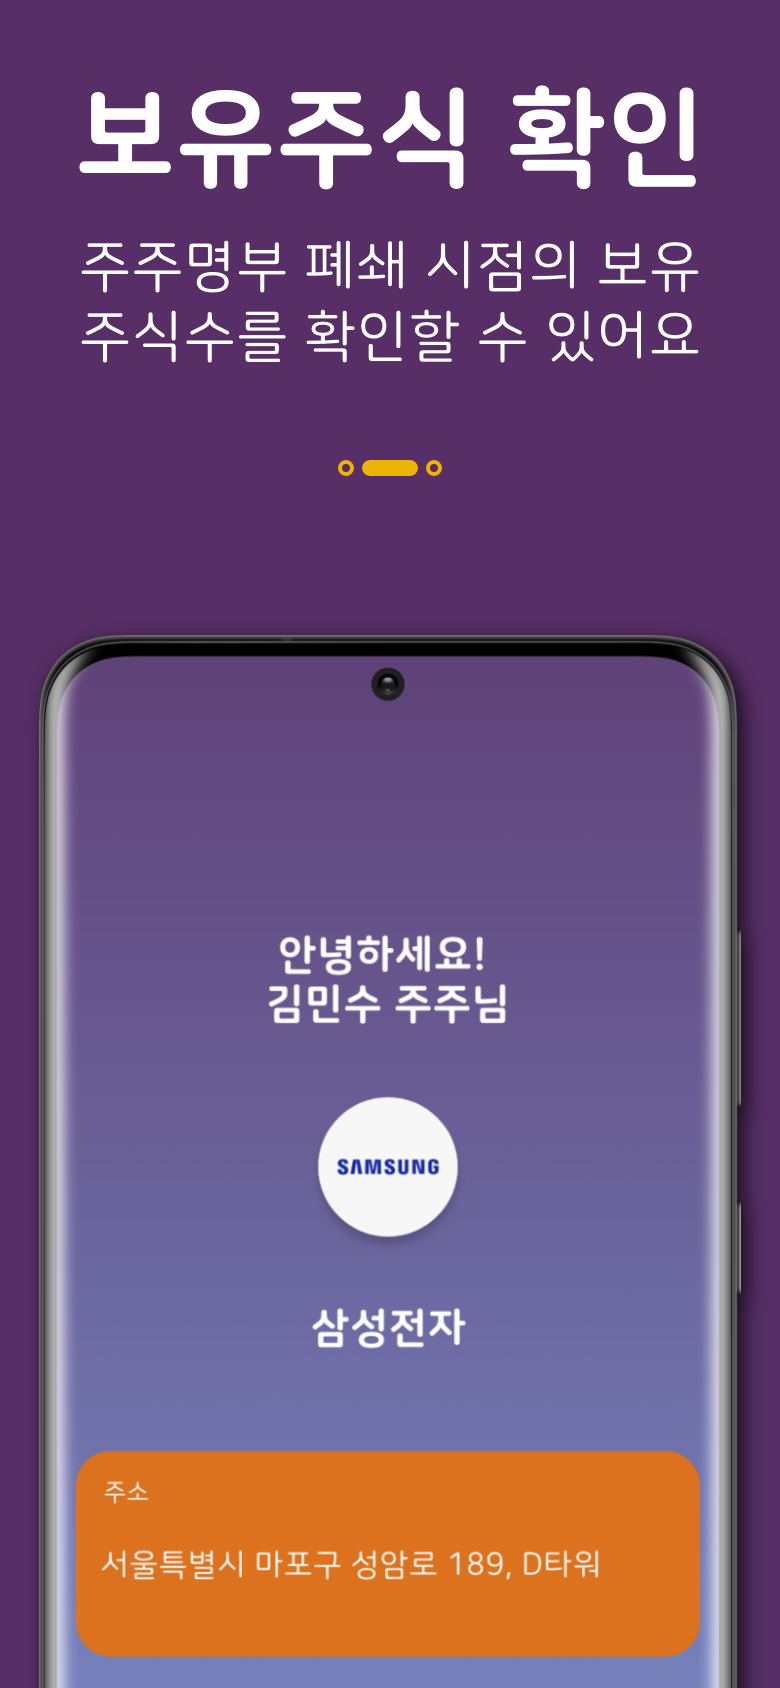 보유주식 확인
주주명부 폐쇄 시점의 보유
주식수를 확인할 수 있어요
안녕하세요!
김민수 주주님
SAMSUNG
삼성전자
주소
서울특별시 마포구 성암로 189, D타워